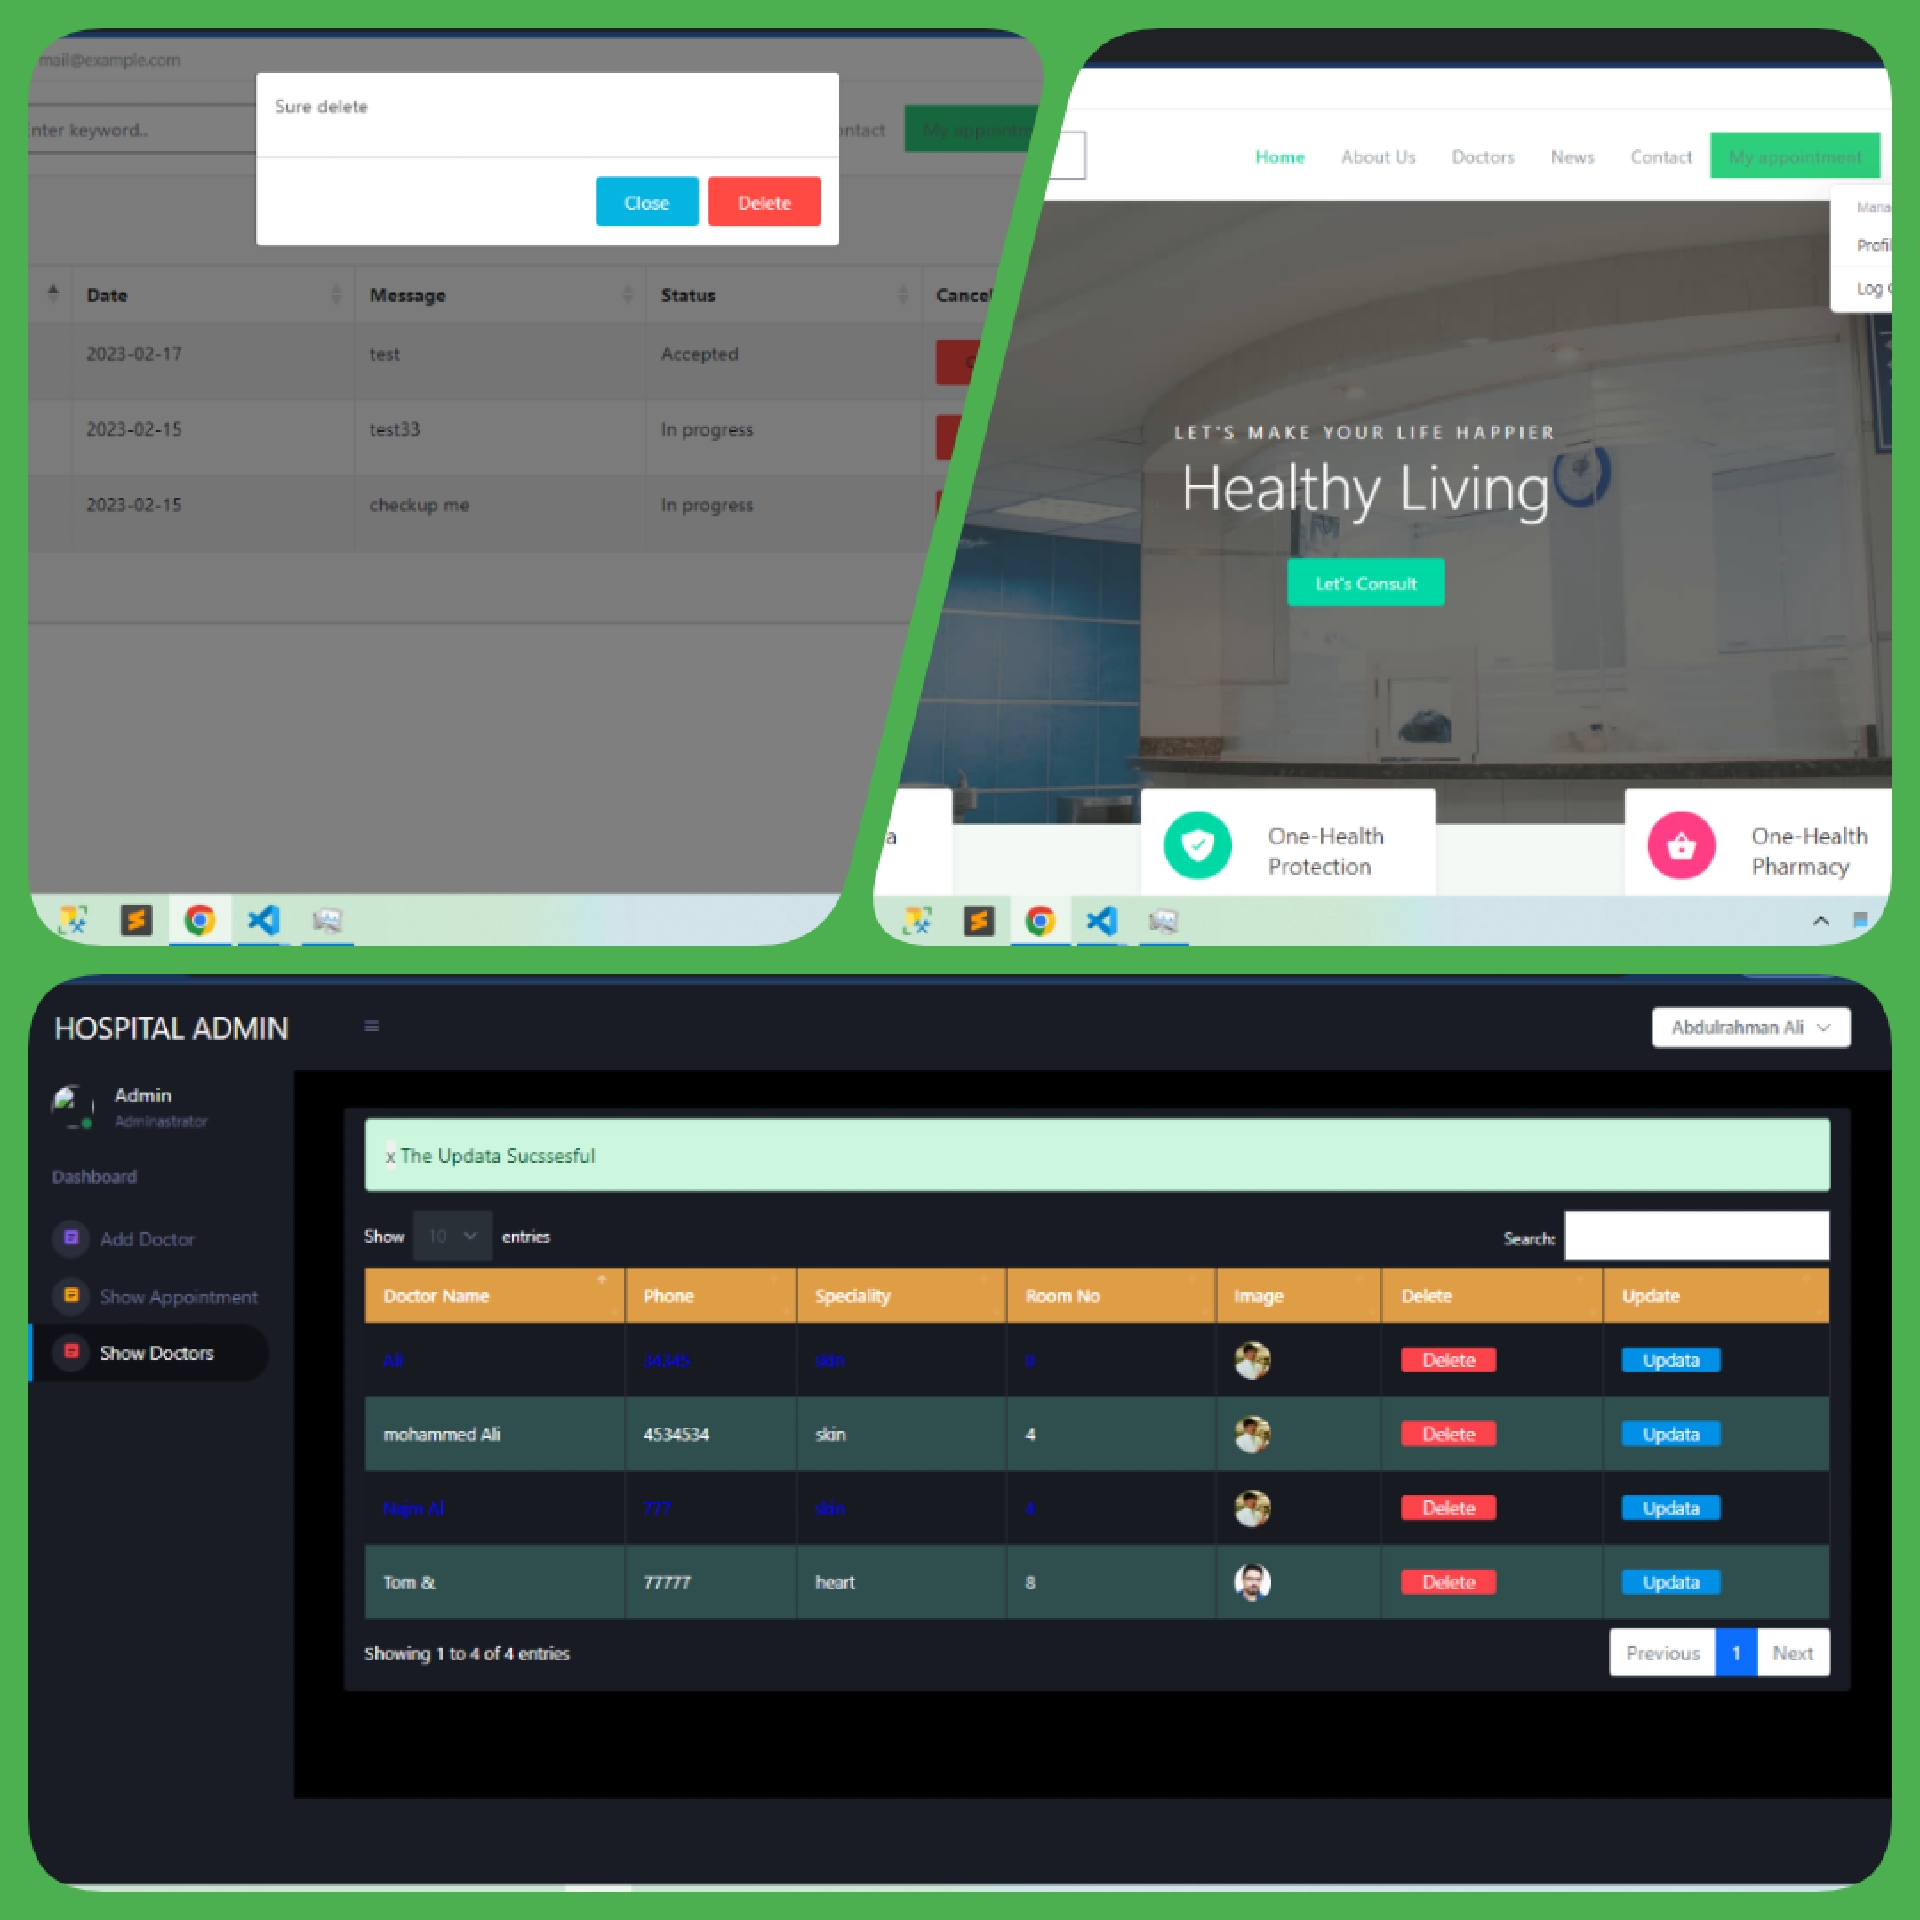 mail@example.com
Sure delete
nter keyword..
ontact
My appointm
Close
Delete
Date
Message
Status
Cancel
2023-02-17
test
Accepted
2023-02-15
test33
In progress
2023-02-15
checkup me
In progress
Home
About Us
Doctors
News
Contact
My appointment
Mana
Profil
Log
LET'S MAKE YOUR LIFE HAPPIER
Healthy Living
Let's Consult
a
One-Health
Protection
One-Health
Pharmacy
HOSPITAL ADMIN
Abdulrahman Ali
Admin
Adminastrator
Dashboard
Add Doctor
Show Appointment
Show Doctors
x The Updata Sucssesful
Show 10 entries
Search:
Doctor Name Phone Speciality Room No Image Delete Update
Ali 34345 skin 8 Delete Updata
mohammed Ali 4534534 skin 4 Delete Updata
Najm Al 777 skin 4 Delete Updata
Tom & 77777 heart 8 Delete Updata
Showing 1 to 4 of 4 entries
Previous 1 Next